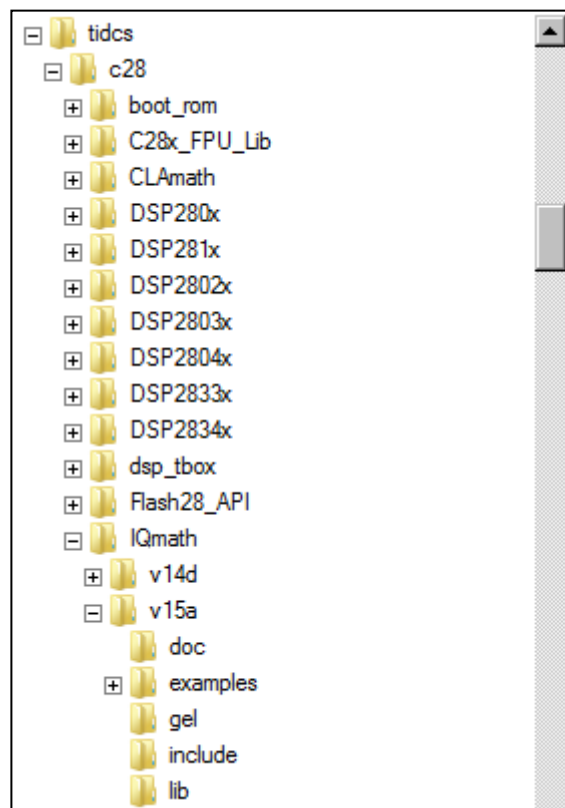 tidcs
c28
boot_rom
C28x_FPU_Lib
CLAmath
DSP280x
DSP281x
DSP2802x
DSP2803x
DSP2804x
DSP2833x
DSP2834x
dsp_tbox
Flash28_API
IQmath
v14d
v15a
doc
examples
gel
include
lib